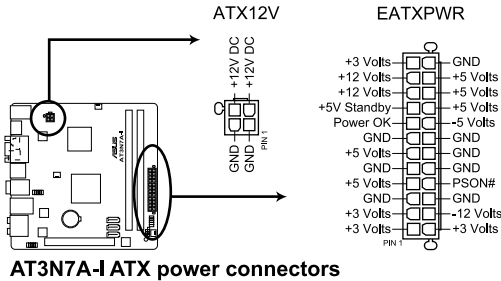 ATX12V
EATXPWR
+12V DC
+12V DC
GND
GND
PIN 1
+3 Volts GND
+12 Volts +5 Volts
+12 Volts +5 Volts
+5V Standby +5 Volts
Power OK -5 Volts
GND GND
+5 Volts GND
GND GND
+5 Volts PSON#
GND GND
+3 Volts -12 Volts
+3 Volts +3 Volts
PIN 1
ASUS
AT3N7A-I
AT3N7A-I ATX power connectors